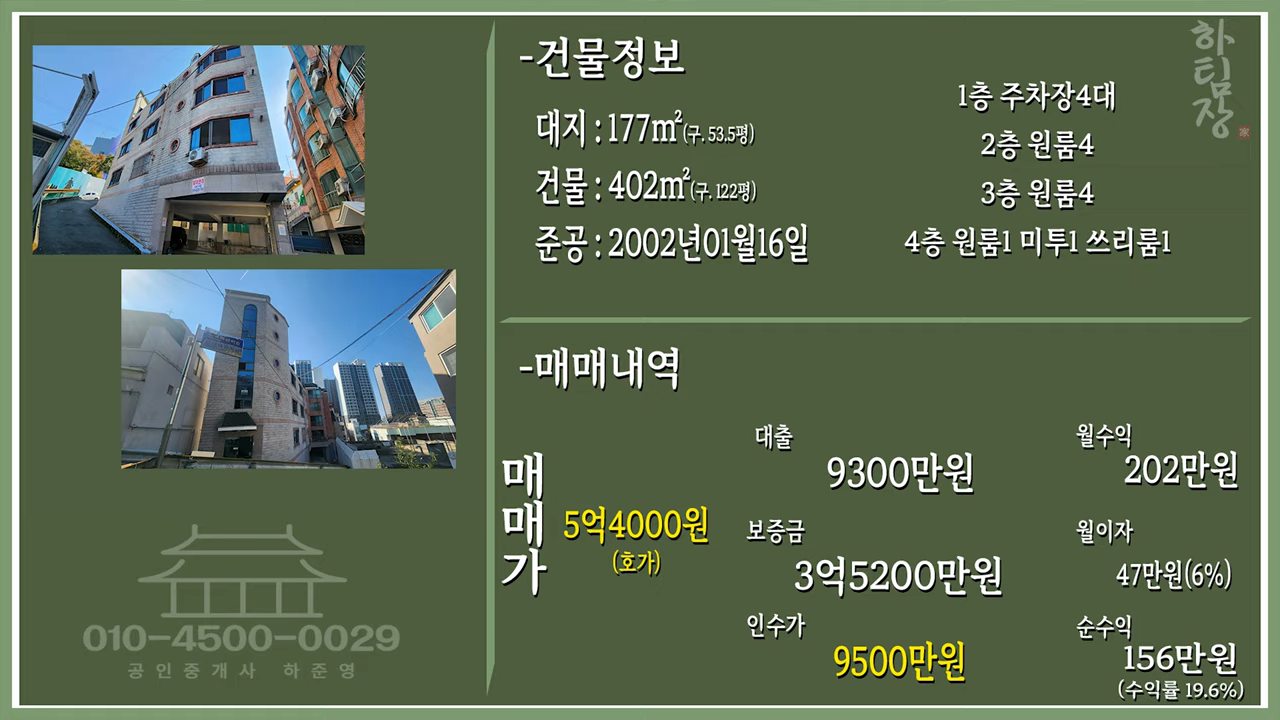 하팀장
家
-건물정보
대지 : 177㎡(구. 53.5평)
건물 : 402㎡(구. 122평)
준공 : 2002년01월16일
1층 주차장4대
2층 원룸4
3층 원룸4
4층 원룸1 미투1 쓰리룸1
-매매내역
매매가
5억4000원
(호가)
대출
9300만원
보증금
3억5200만원
인수가
9500만원
월수익
202만원
월이자
47만원(6%)
순수익
156만원
(수익률 19.6%)
010-4500-0029
공인중개사 하준영